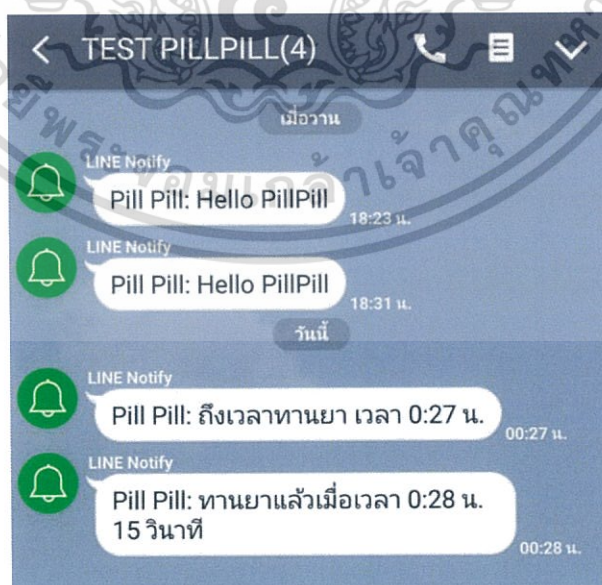 TEST PILLPILL(4)
เมื่อวาน
LINE Notify
Pill Pill: Hello PillPill
18:23 น.
LINE Notify
Pill Pill: Hello PillPill
18:31 น.
วันนี้
LINE Notify
Pill Pill: ถึงเวลาทานยา เวลา 0:27 น.
00:27 น.
LINE Notify
Pill Pill: ทานยาแล้วเมื่อเวลา 0:28 น.
15 วินาที
00:28 น.